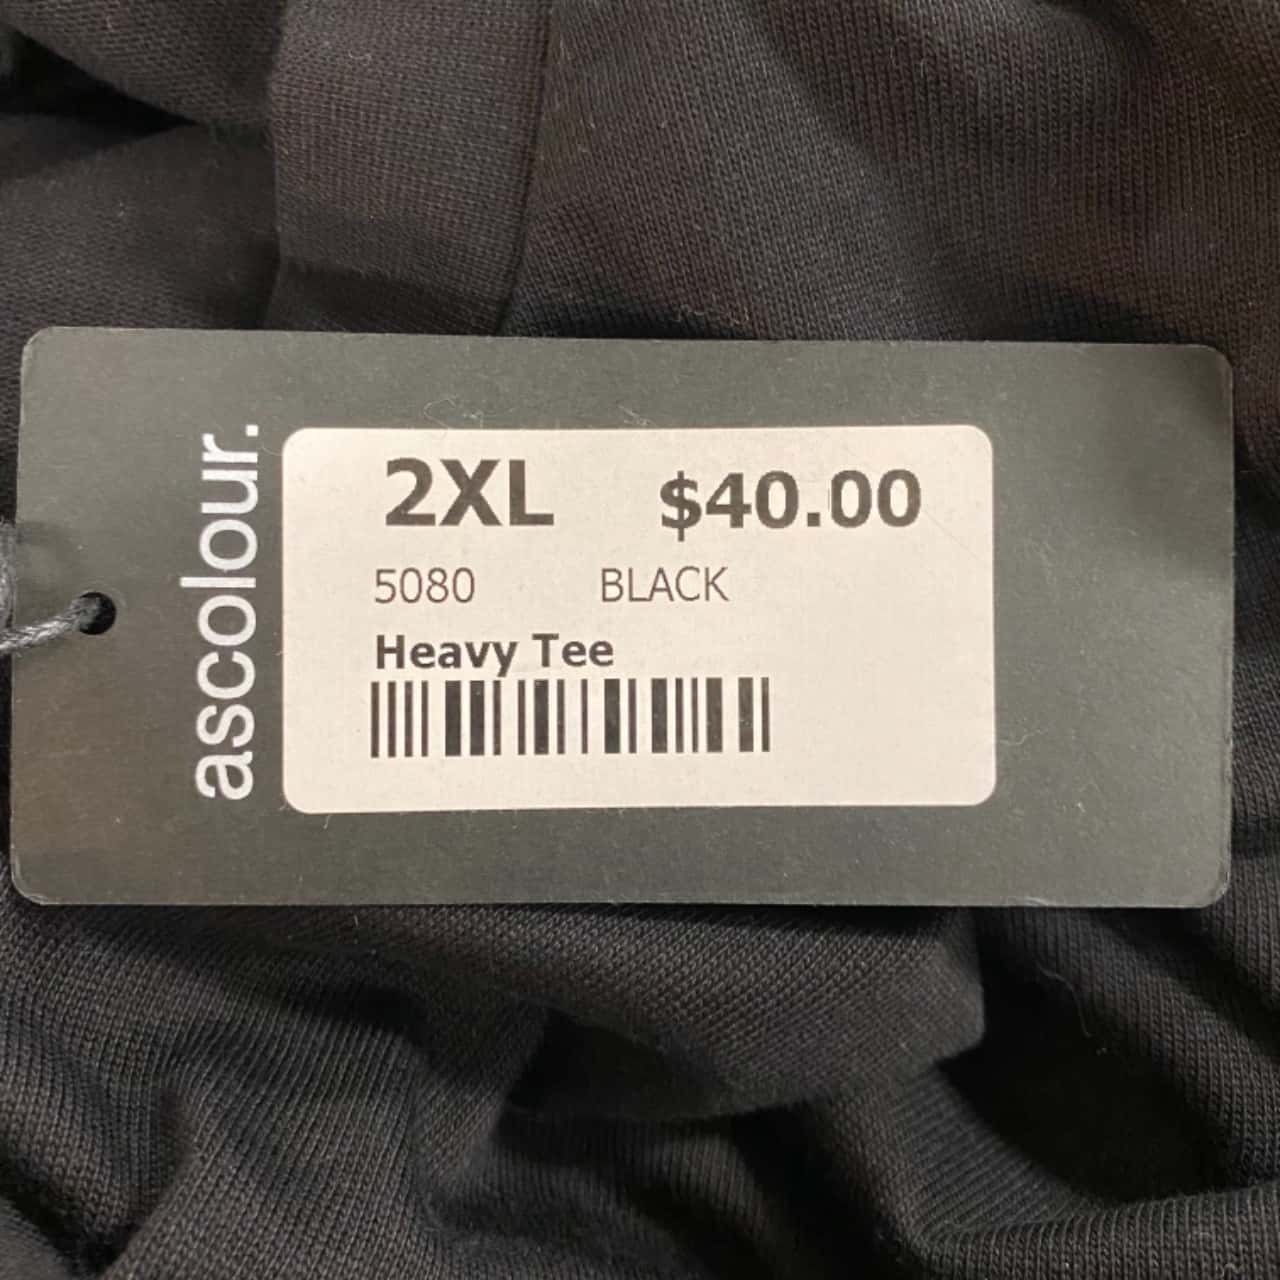 ascolour.
2XL $40.00
5080 BLACK
Heavy Tee